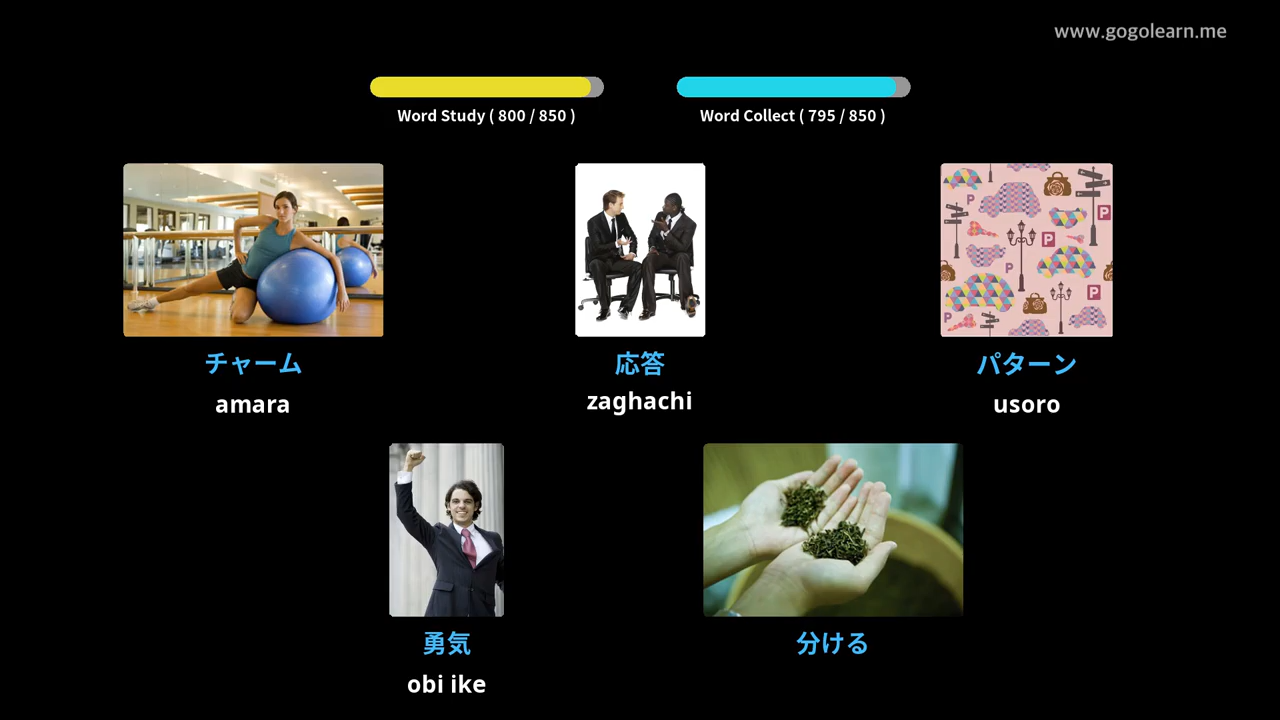 www.gogolearn.me
Word Study ( 800 / 850 )
Word Collect ( 795 / 850 )
チャーム
応答
パターン
amara
zaghachi
usoro
勇気
分ける
obi ike